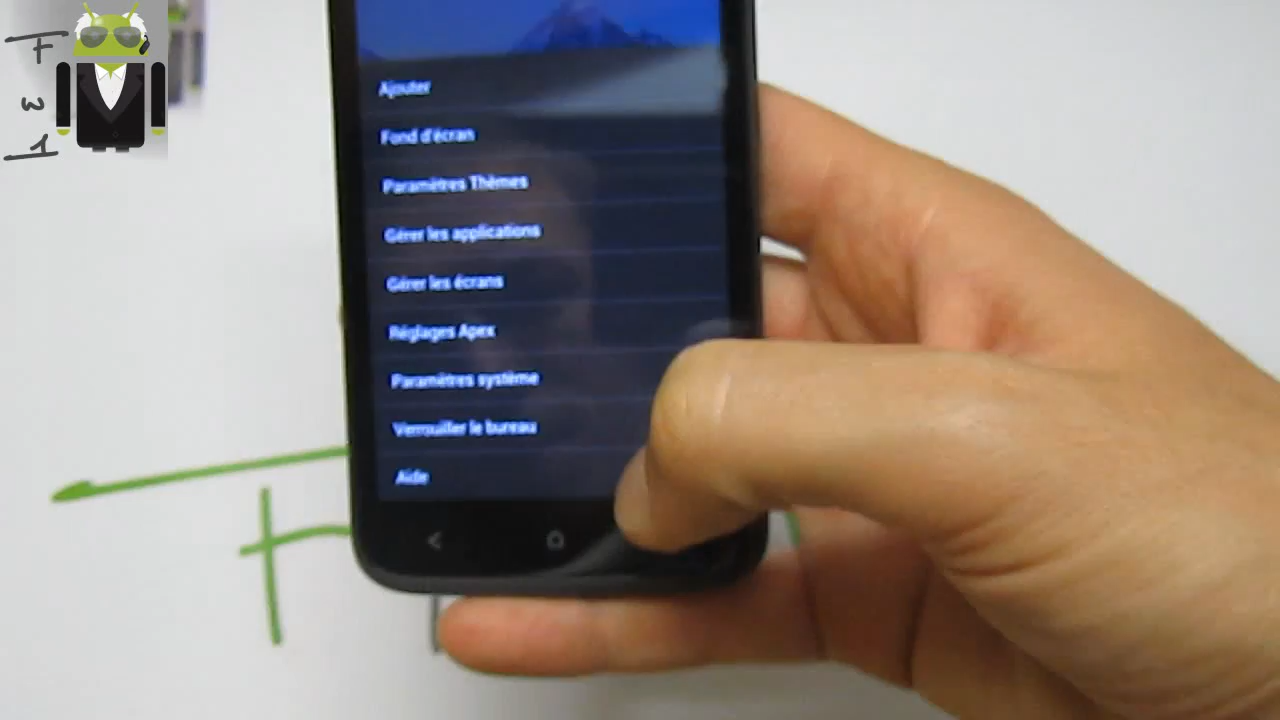 F
W
1
Ajouter
Fond d'écran
Paramètres Thèmes
Gérer les applications
Gérer les écrans
Réglages Apex
Paramètres système
Verrouiller le bureau
Aide